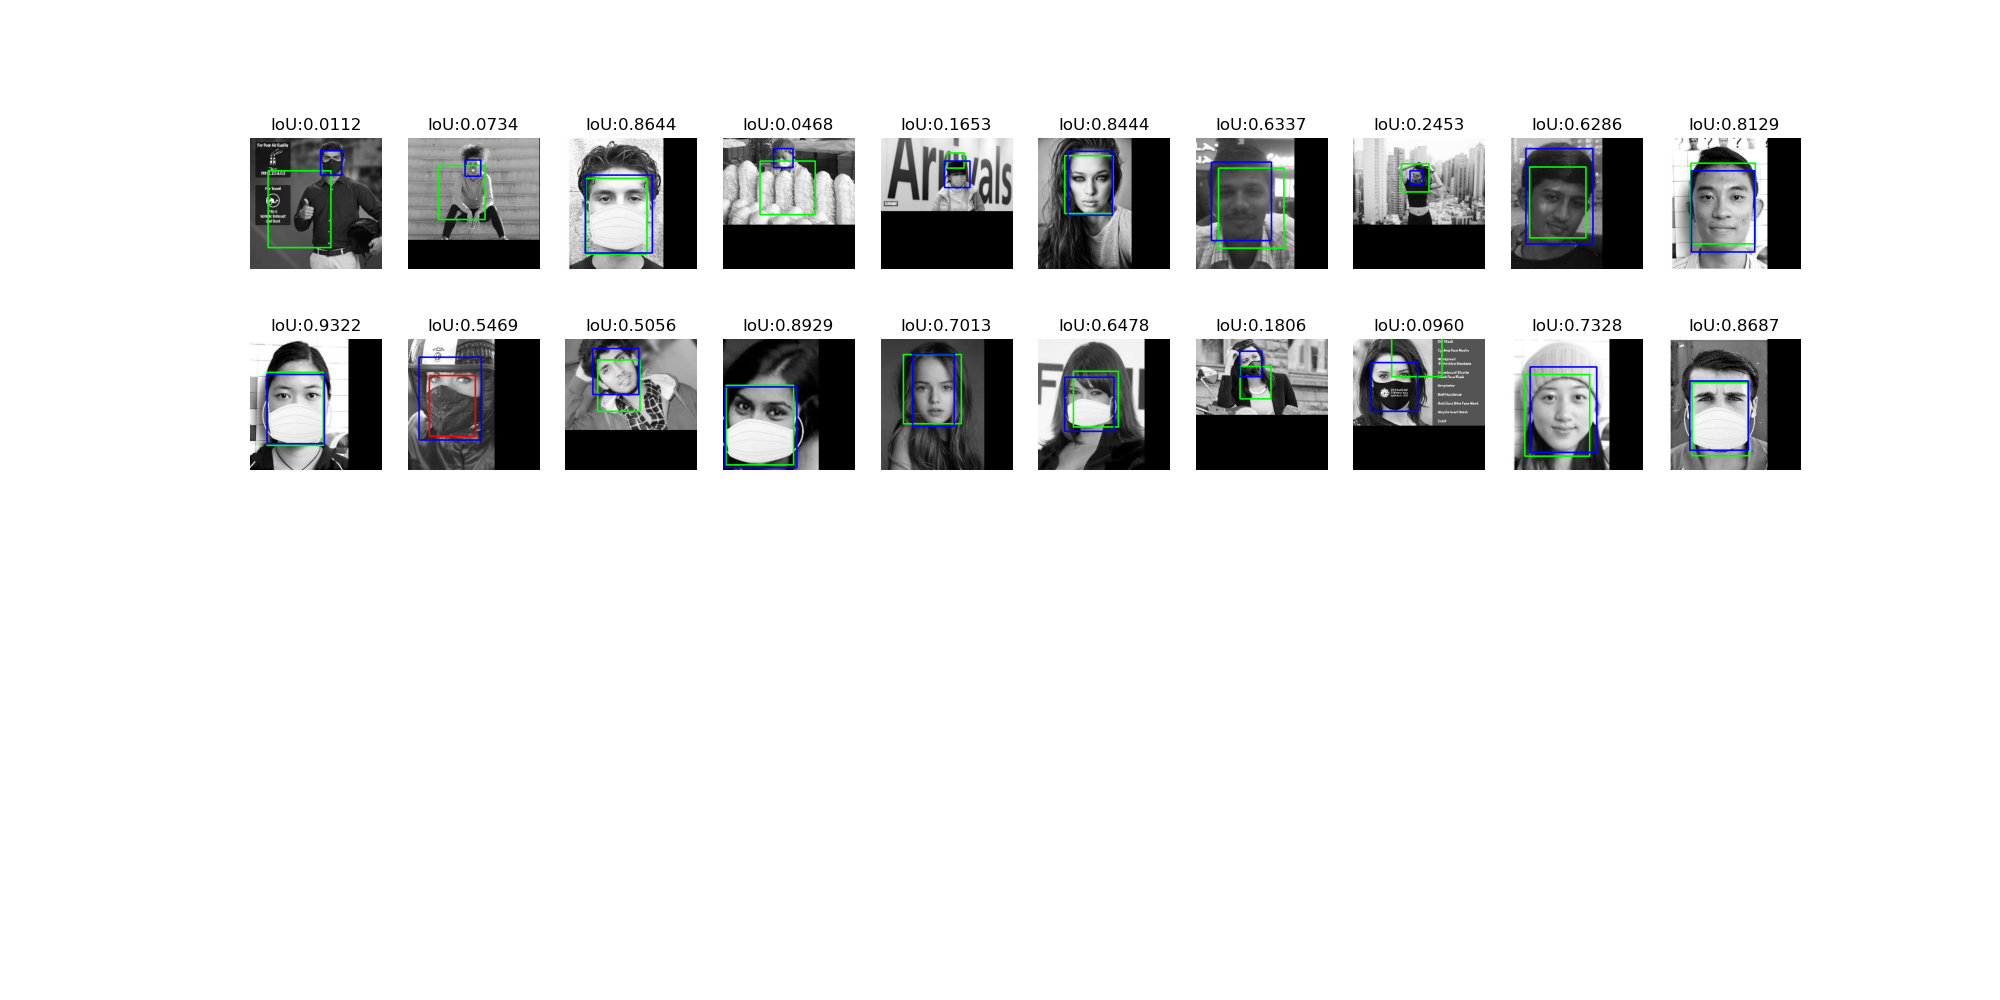 IoU:0.0112
IoU:0.0734
IoU:0.8644
IoU:0.0468
IoU:0.1653
IoU:0.8444
IoU:0.6337
IoU:0.2453
IoU:0.6286
IoU:0.8129
For Poor Air Quality
For Travel
IoU:0.9322
IoU:0.5469
IoU:0.5056
IoU:0.8929
IoU:0.7013
IoU:0.6478
IoU:0.1806
IoU:0.0960
IoU:0.7328
IoU:0.8687